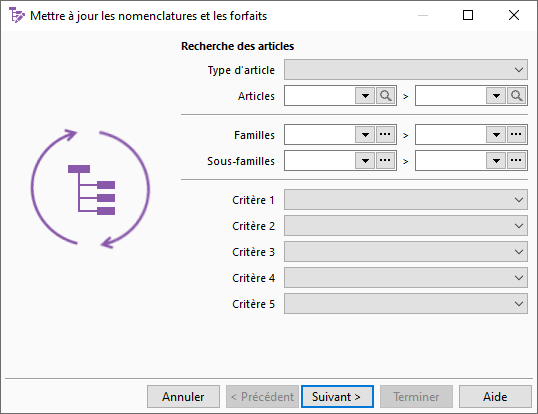 Mettre à jour les nomenclatures et les forfaits
Recherche des articles
Type d'article
Articles >
Familles >
Sous-familles >
Critère 1
Critère 2
Critère 3
Critère 4
Critère 5
Annuler < Précédent Suivant > Terminer Aide